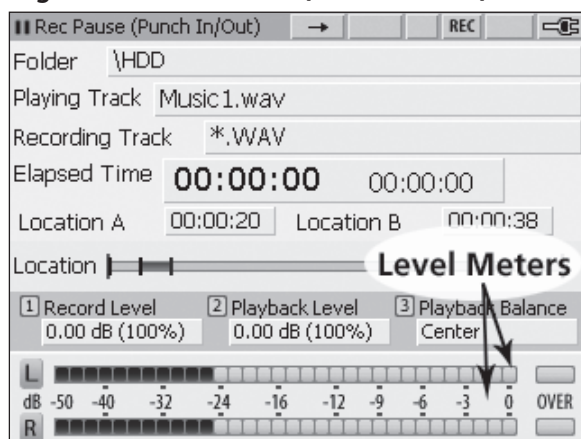 Rec Pause (Punch In/Out) → REC
Folder \HDD
Playing Track Music1.wav
Recording Track *.WAV
Elapsed Time 00:00:00 00:00:00
Location A 00:00:20 Location B 00:00:38
Location
Level Meters
1 Record Level 2 Playback Level 3 Playback Balance
0.00 dB (100%) 0.00 dB (100%) Center
L
dB -50 -40 -32 -24 -16 -12 -9 -6 -3 0 OVER
R